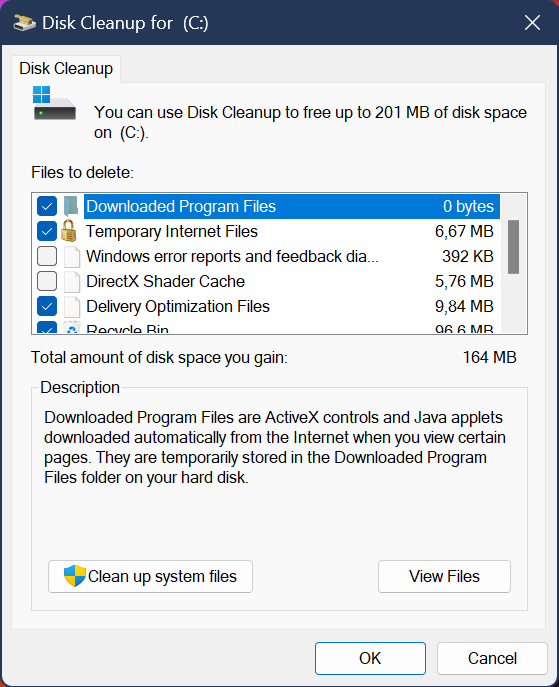 Disk Cleanup for  (C:)
Disk Cleanup
You can use Disk Cleanup to free up to 201 MB of disk space
on  (C:).
Files to delete:
Downloaded Program Files 0 bytes
Temporary Internet Files 6,67 MB
Windows error reports and feedback dia... 392 KB
DirectX Shader Cache 5,76 MB
Delivery Optimization Files 9,84 MB
Recycle Bin 96,6 MB
Total amount of disk space you gain: 164 MB
Description
Downloaded Program Files are ActiveX controls and Java applets
downloaded automatically from the Internet when you view certain
pages. They are temporarily stored in the Downloaded Program
Files folder on your hard disk.
Clean up system files View Files
OK Cancel